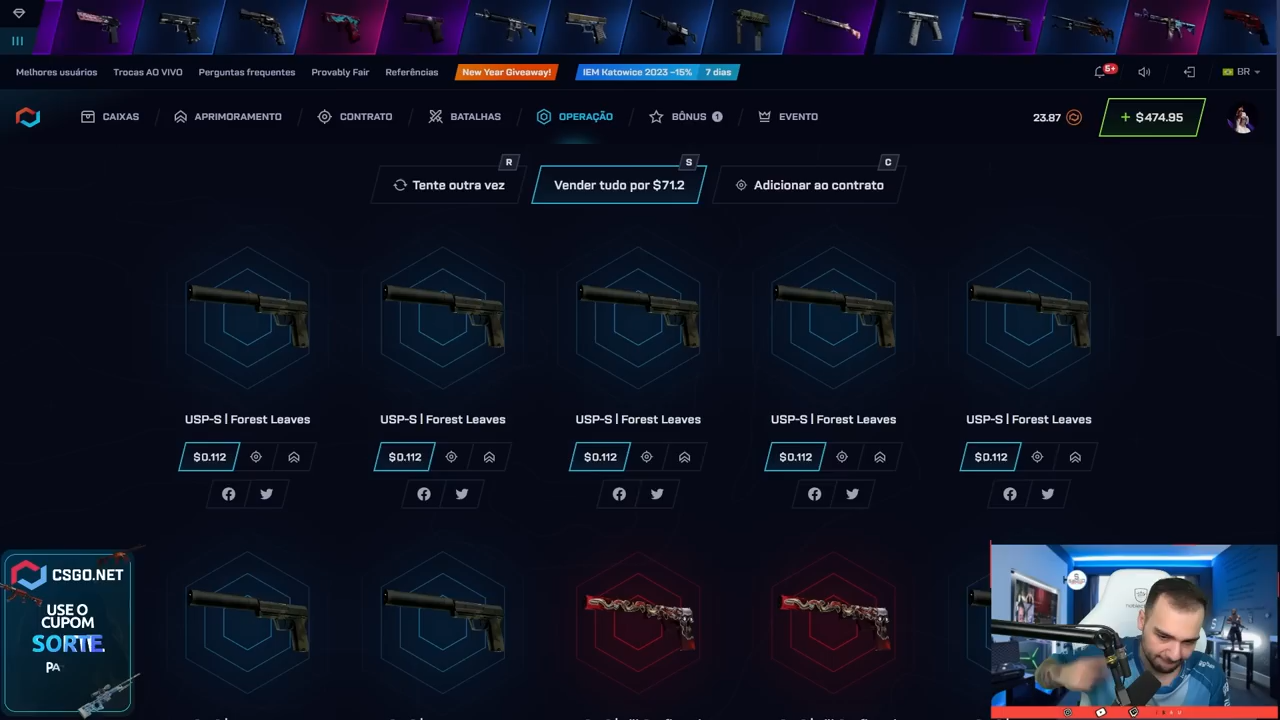 Melhores usuários
Trocas AO VIVO
Perguntas frequentes
Provably Fair
Referências
New Year Giveaway!
IEM Katowice 2023 −15%
7 dias
5+
BR
CAIXAS
APRIMORAMENTO
CONTRATO
BATALHAS
OPERAÇÃO
BÔNUS 1
EVENTO
23.87
+ $474.95
R
Tente outra vez
S
Vender tudo por $71.2
C
Adicionar ao contrato
USP-S | Forest Leaves
USP-S | Forest Leaves
USP-S | Forest Leaves
USP-S | Forest Leaves
USP-S | Forest Leaves
$0.112
$0.112
$0.112
$0.112
$0.112
CSGO.NET
USE O
CUPOM
SORTE
PA